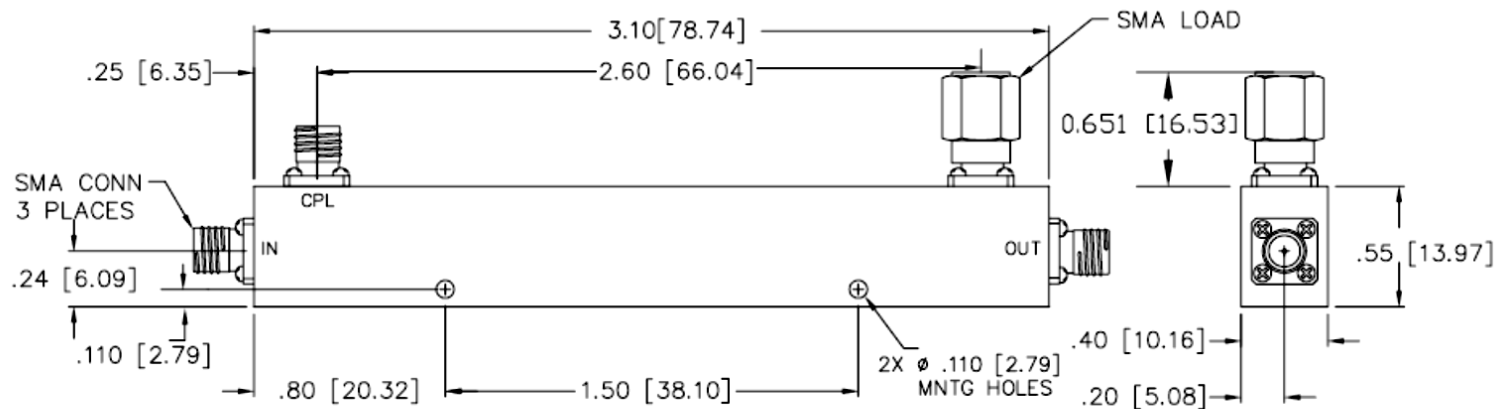 3.10[78.74]
SMA LOAD
.25 [6.35]
2.60 [66.04]
0.651 [16.53]
SMA CONN
3 PLACES
CPL
IN
OUT
.24 [6.09]
.55 [13.97]
.110 [2.79]
2X ø .110 [2.79]
MNTG HOLES
.40 [10.16]
.80 [20.32]
1.50 [38.10]
.20 [5.08]